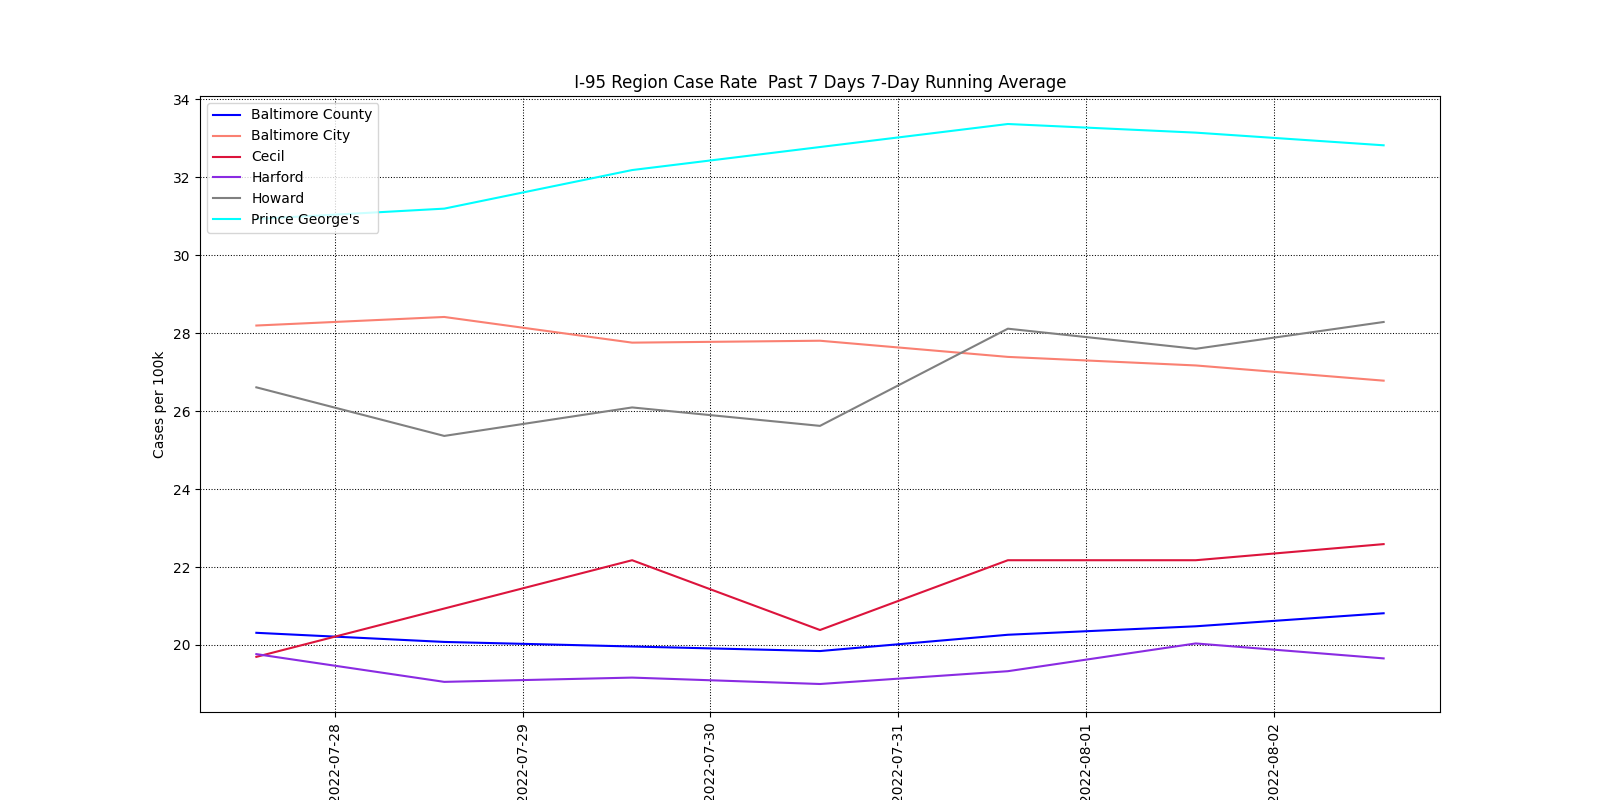 I-95 Region Case Rate  Past 7 Days 7-Day Running Average
Baltimore County
Baltimore City
Cecil
Harford
Howard
Prince George's
Cases per 100k
34
32
30
28
26
24
22
20
2022-07-28
2022-07-29
2022-07-30
2022-07-31
2022-08-01
2022-08-02